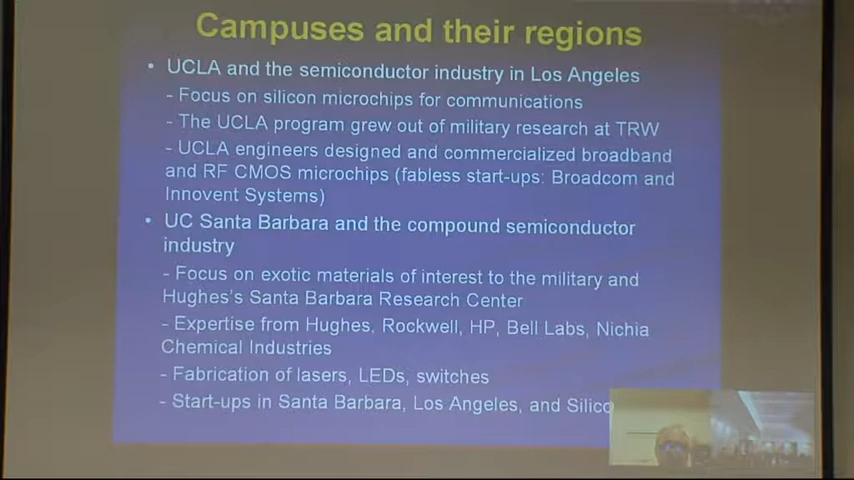 Campuses and their regions
• UCLA and the semiconductor industry in Los Angeles
- Focus on silicon microchips for communications
- The UCLA program grew out of military research at TRW
- UCLA engineers designed and commercialized broadband
and RF CMOS microchips (fabless start-ups: Broadcom and
Innovent Systems)
• UC Santa Barbara and the compound semiconductor
industry
- Focus on exotic materials of interest to the military and
Hughes's Santa Barbara Research Center
- Expertise from Hughes, Rockwell, HP, Bell Labs, Nichia
Chemical Industries
- Fabrication of lasers, LEDs, switches
- Start-ups in Santa Barbara, Los Angeles, and Silico